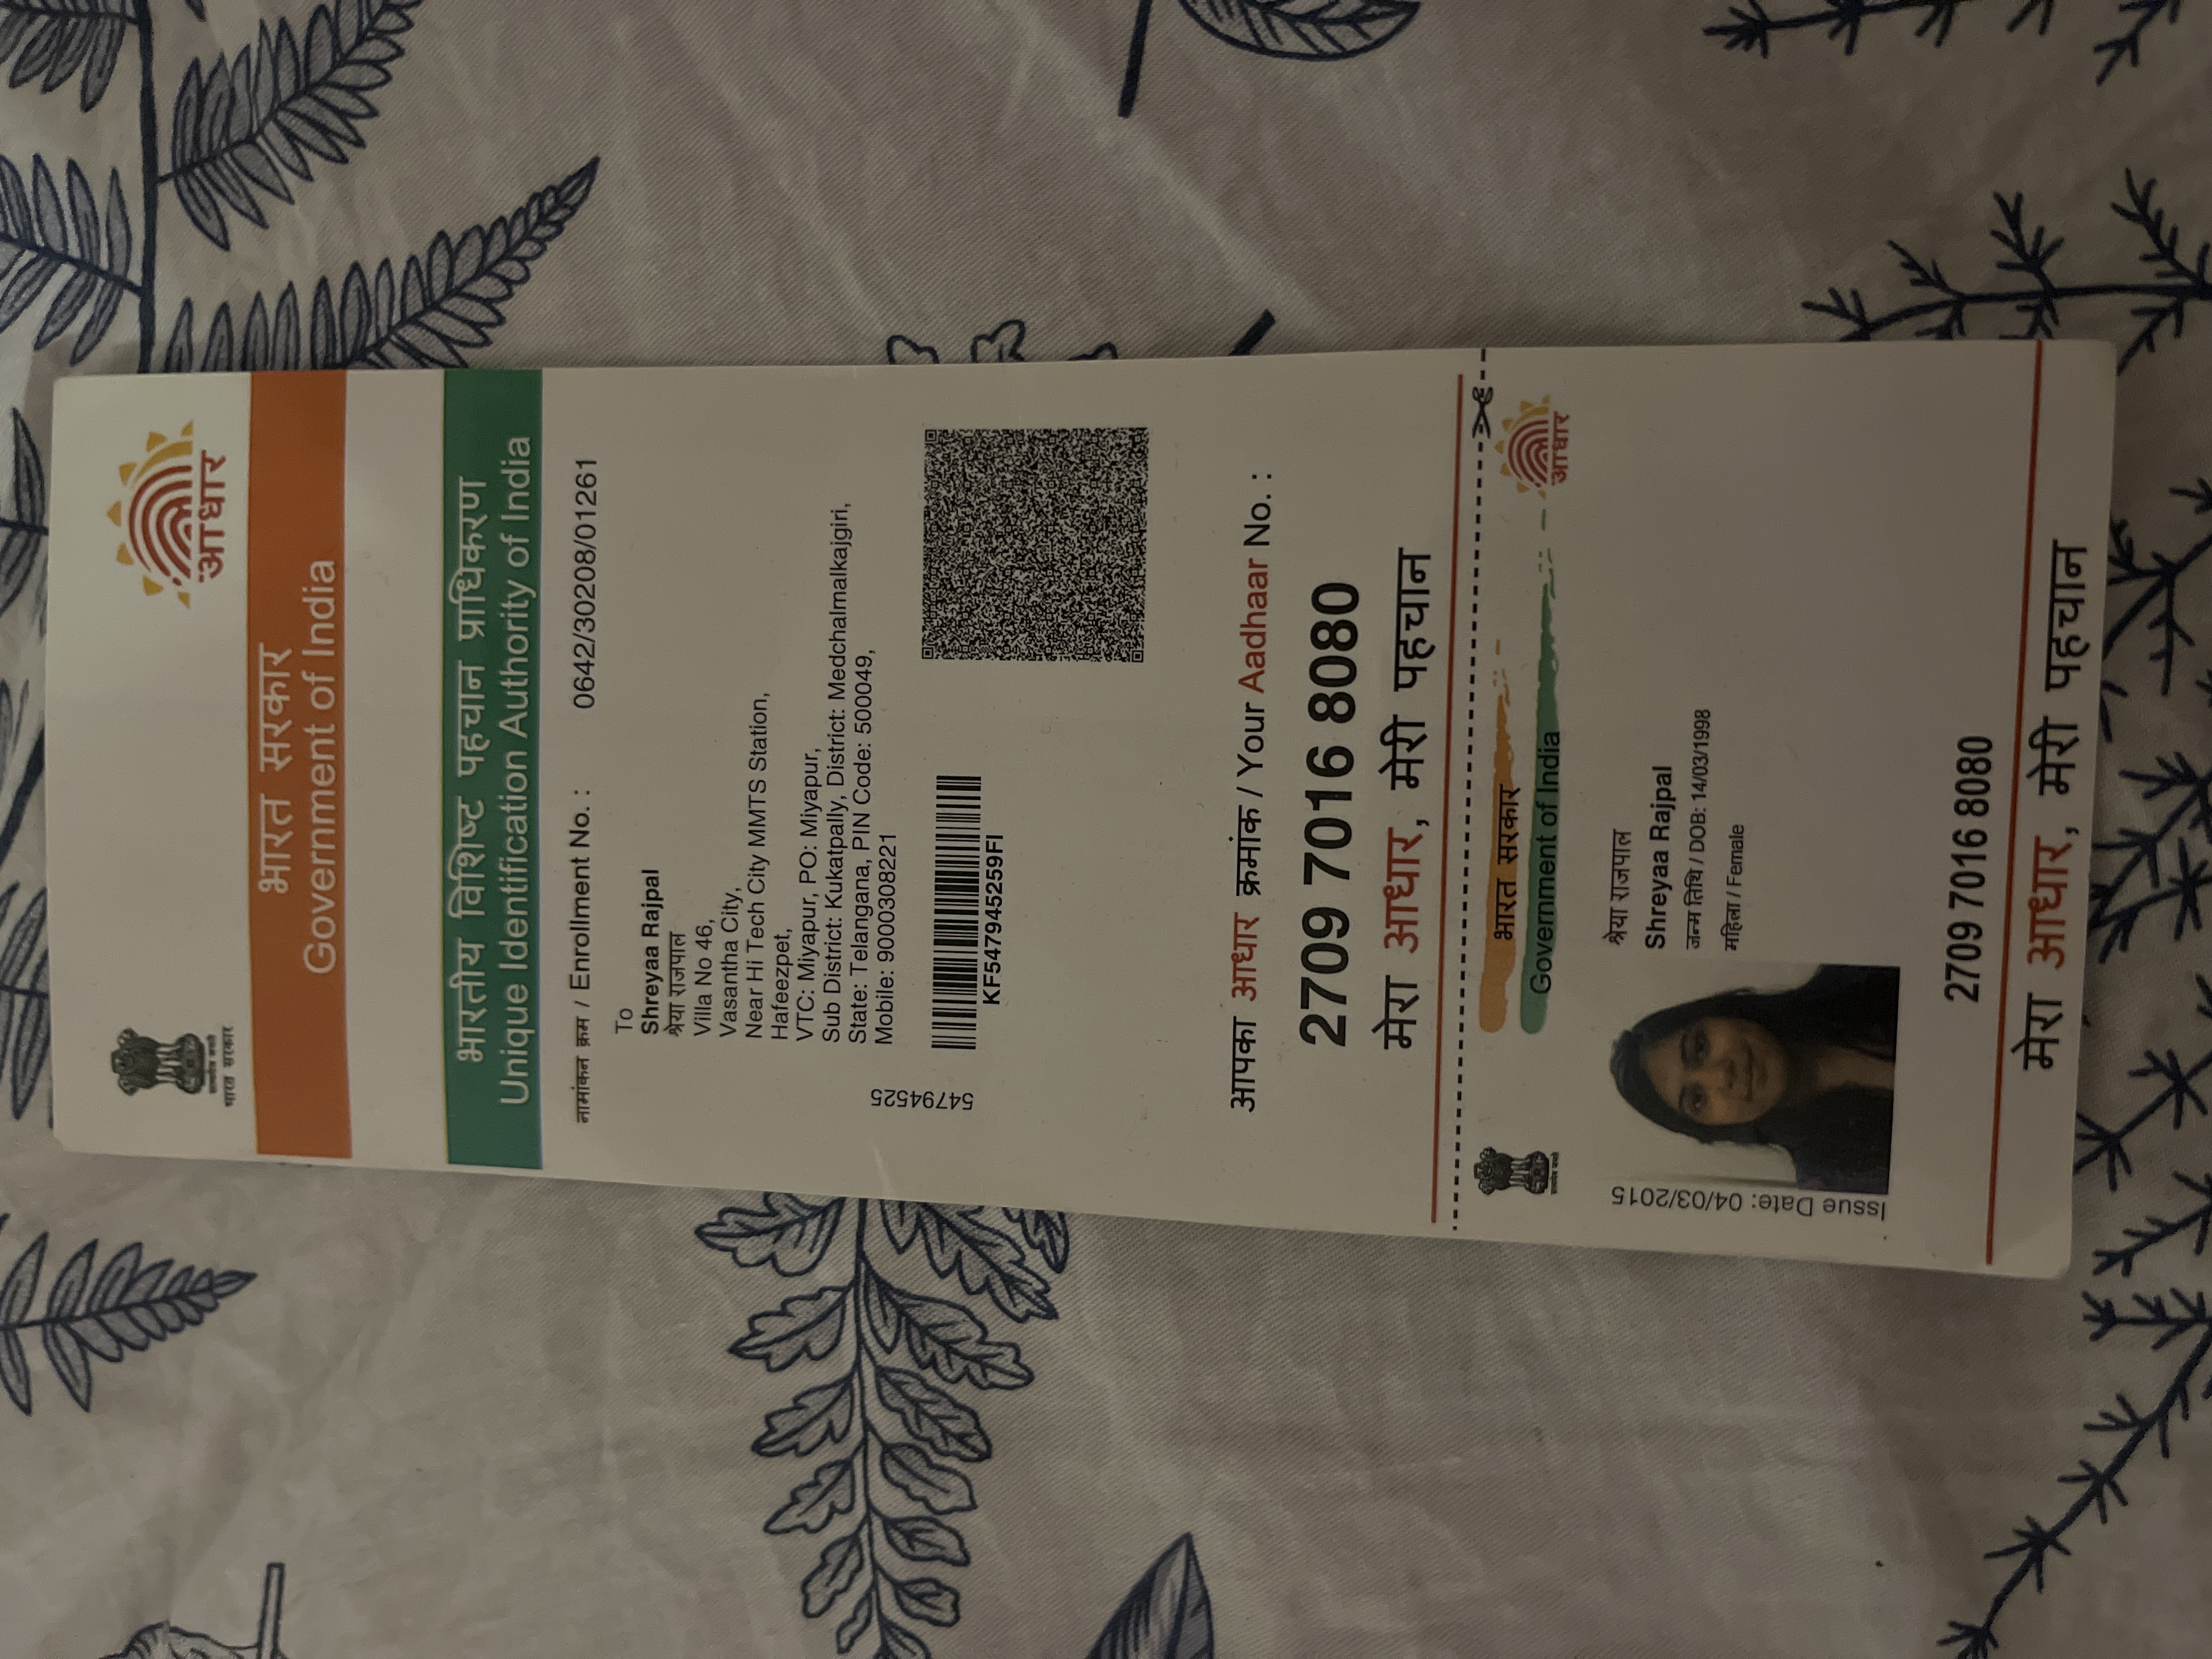 सत्यमेव जयते
भारत सरकार
आधार
भारत सरकार
Government of India
भारतीय विशिष्ट पहचान प्राधिकरण
Unique Identification Authority of India
नामांकन क्रम / Enrollment No. : 0642/30208/01261
To
Shreyaa Rajpal
श्रेया राजपाल
Villa No 46,
Vasantha City,
Near Hi Tech City MMTS Station,
Hafeezpet,
VTC: Miyapur, PO: Miyapur,
Sub District: Kukatpally, District: Medchalmalkajgiri,
State: Telangana, PIN Code: 500049,
Mobile: 9000308221
54794525
KF547945259FI
आपका आधार क्रमांक / Your Aadhaar No. :
2709 7016 8080
मेरा आधार, मेरी पहचान
सत्यमेव जयते
भारत सरकार
Government of India
आधार
Issue Date: 04/03/2015
श्रेया राजपाल
Shreyaa Rajpal
जन्म तिथि / DOB: 14/03/1998
महिला / Female
2709 7016 8080
मेरा आधार, मेरी पहचान